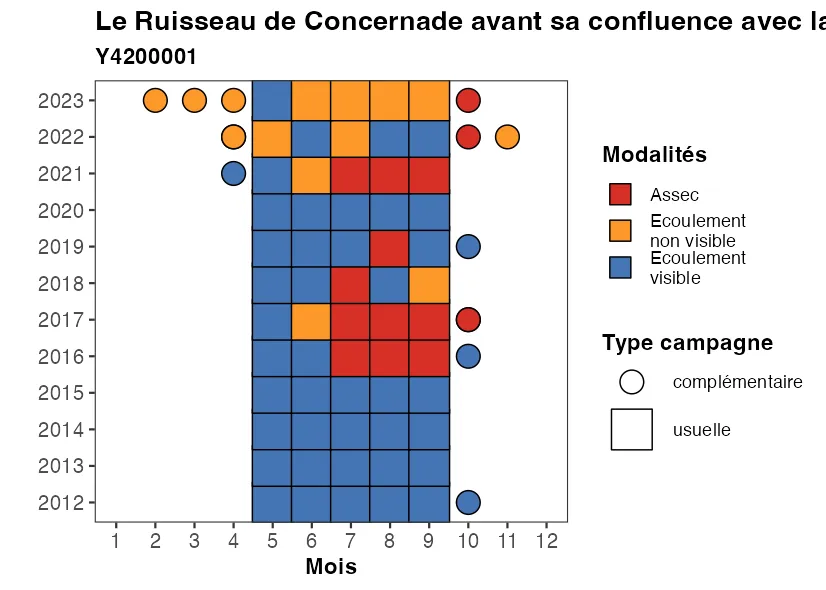 Le Ruisseau de Concernade avant sa confluence avec la
Y4200001
2023
2022
2021
2020
2019
2018
2017
2016
2015
2014
2013
2012
1 2 3 4 5 6 7 8 9 10 11 12
Mois
Modalités
Assec
Ecoulement
non visible
Ecoulement
visible
Type campagne
complémentaire
usuelle